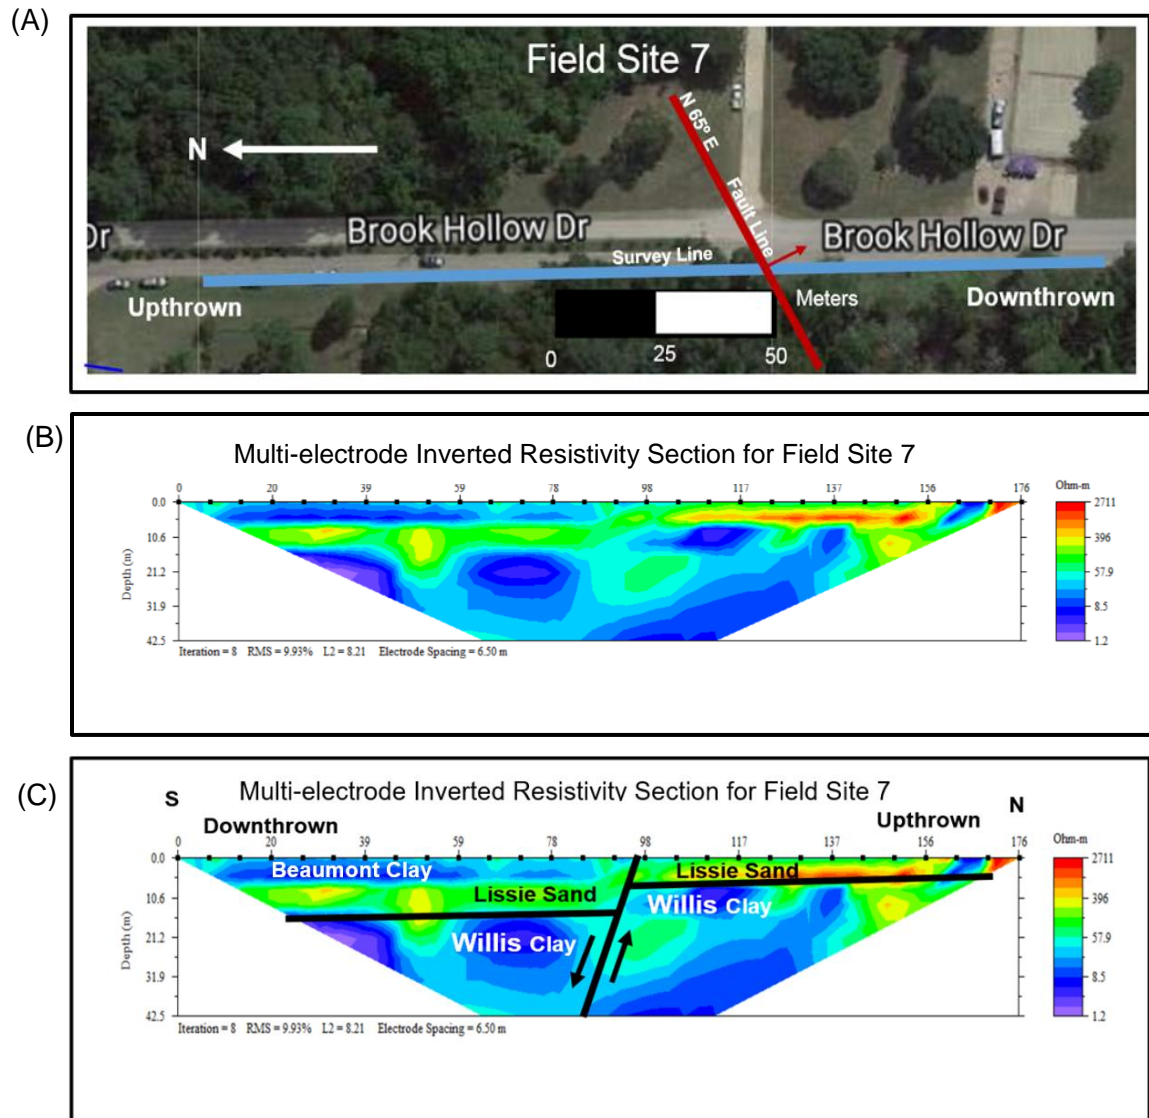 (A)
Field Site 7
N 65º E
N
Fault Line
Dr
Brook Hollow Dr
Brook Hollow Dr
Survey Line
Upthrown
Meters
Downthrown
0
25
50
(B)
Multi-electrode Inverted Resistivity Section for Field Site 7
0 20 39 59 78 98 117 137 156 176
Ohm-m
0.0
10.6
21.2
31.9
42.5
Depth (m)
2711
396
57.9
8.5
1.2
Iteration = 8 RMS = 9.93% L2 = 8.21 Electrode Spacing = 6.50 m
(C)
Multi-electrode Inverted Resistivity Section for Field Site 7
S
N
Downthrown
Upthrown
0 20 39 59 78 98 117 137 156 176
Ohm-m
Beaumont Clay
Lissie Sand
Lissie Sand
Willis Clay
Willis Clay
0.0
10.6
21.2
31.9
42.5
Depth (m)
2711
396
57.9
8.5
1.2
Iteration = 8 RMS = 9.93% L2 = 8.21 Electrode Spacing = 6.50 m